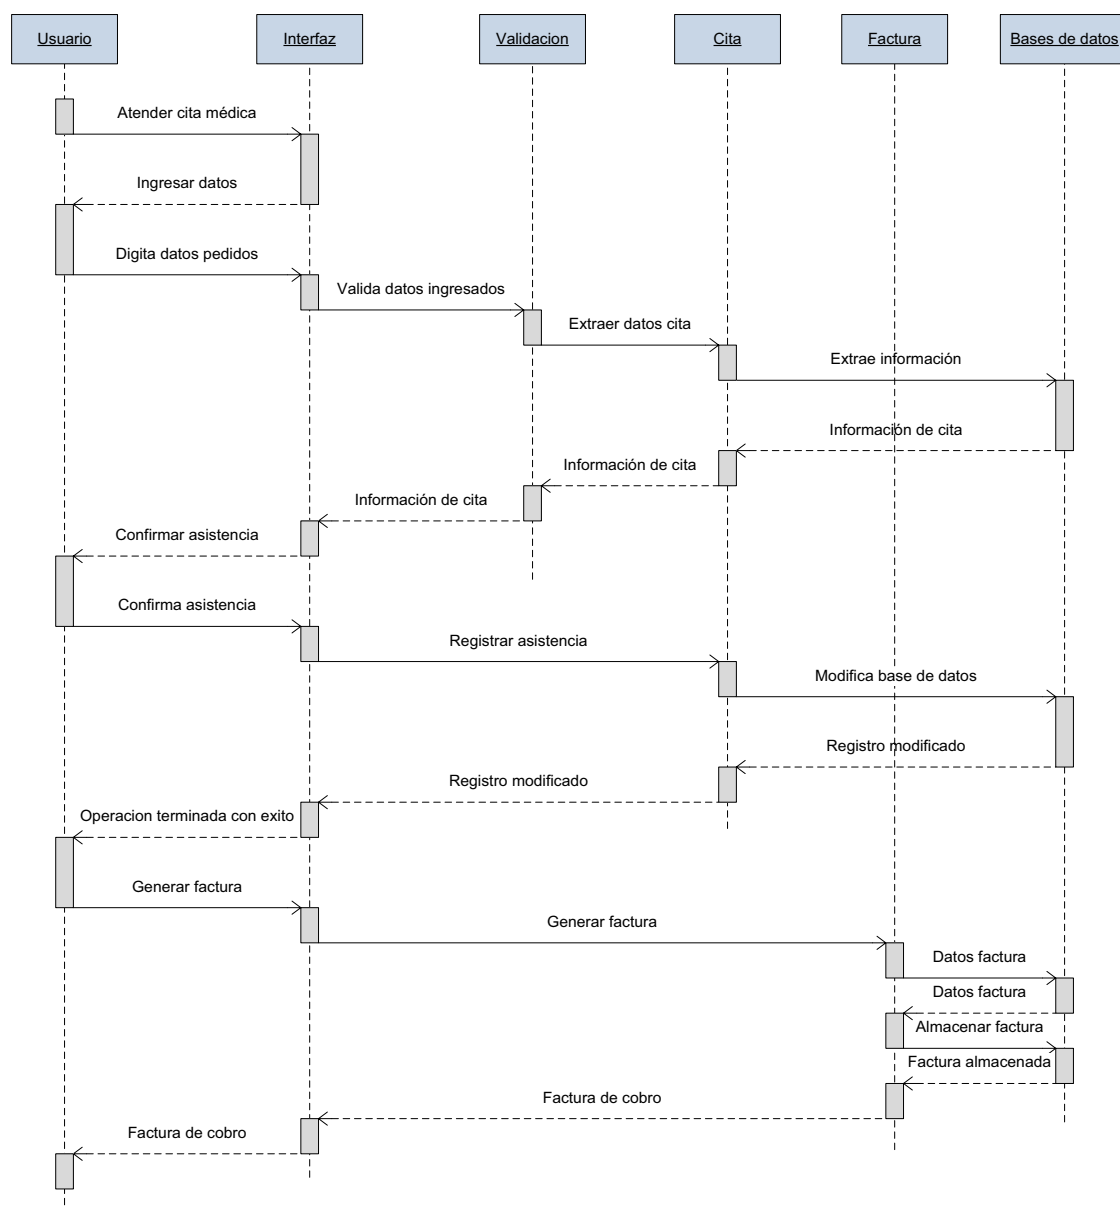 Usuario
Interfaz
Validacion
Cita
Factura
Bases de datos
Atender cita médica
Ingresar datos
Digita datos pedidos
Valida datos ingresados
Extraer datos cita
Extrae información
Información de cita
Información de cita
Información de cita
Confirmar asistencia
Confirma asistencia
Registrar asistencia
Modifica base de datos
Registro modificado
Registro modificado
Operacion terminada con exito
Generar factura
Generar factura
Datos factura
Datos factura
Almacenar factura
Factura almacenada
Factura de cobro
Factura de cobro